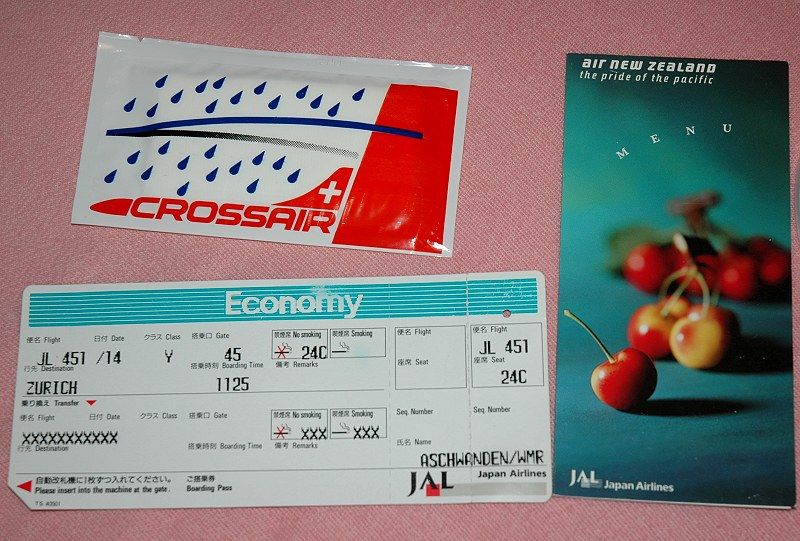 CROSSAIR
air new zealand
the pride of the pacific
MENU
JAL Japan Airlines
Economy
便名 Flight 日付 Date クラス Class 搭乗口 Gate 禁煙席 No smoking 喫煙席 Smoking 便名 Flight 便名 Flight
JL 451 /14 Y 45 24C JL 451
行先 Destination 搭乗時刻 Boarding Time 備考 Remarks 座席 Seat 座席 Seat
ZURICH 1125 24C
乗り換え Transfer
便名 Flight 日付 Date クラス Class 搭乗口 Gate 禁煙席 No smoking 喫煙席 Smoking Seq. Number Seq. Number
XXXXXXXXXXX XXX XXX
行先 Destination 搭乗時刻 Boarding Time 備考 Remarks 氏名 Name
ASCHWANDEN/WMR
自動改札機に1枚ずつ入れてください。 ご搭乗券 JAL Japan Airlines
Please insert into the machine at the gate. Boarding Pass